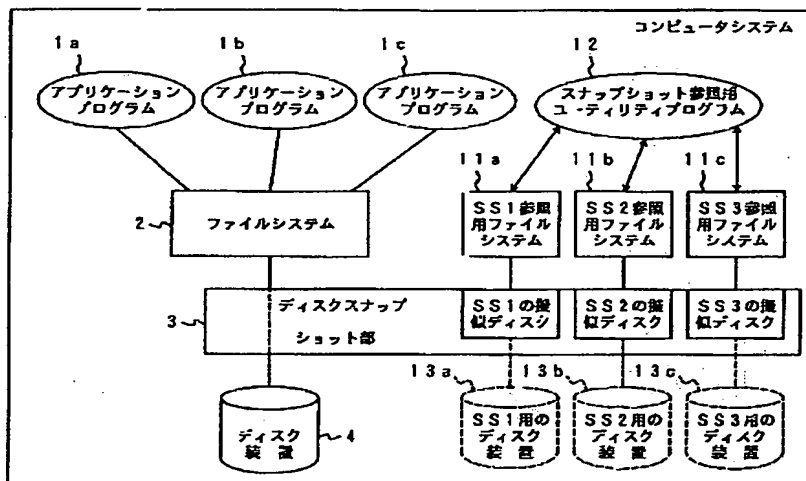 コンピュータシステム
1a
1b
1c
12
アプリケーション
プログラム
アプリケーション
プログラム
アプリケーション
プログラム
スナップショット参照用
ユーティリティプログラム
11a
11b
11c
2
ファイルシステム
SS1参照
用ファイル
システム
SS2参照
用ファイル
システム
SS3参照
用ファイル
システム
3
ディスクスナップ
ショット部
SS1の擬
似ディスク
SS2の擬
似ディスク
SS3の擬
似ディスク
13a
13b
13c
ディスク
装置
4
SS1用の
ディスク
装置
SS2用の
ディスク
装置
SS3用の
ディスク
装置